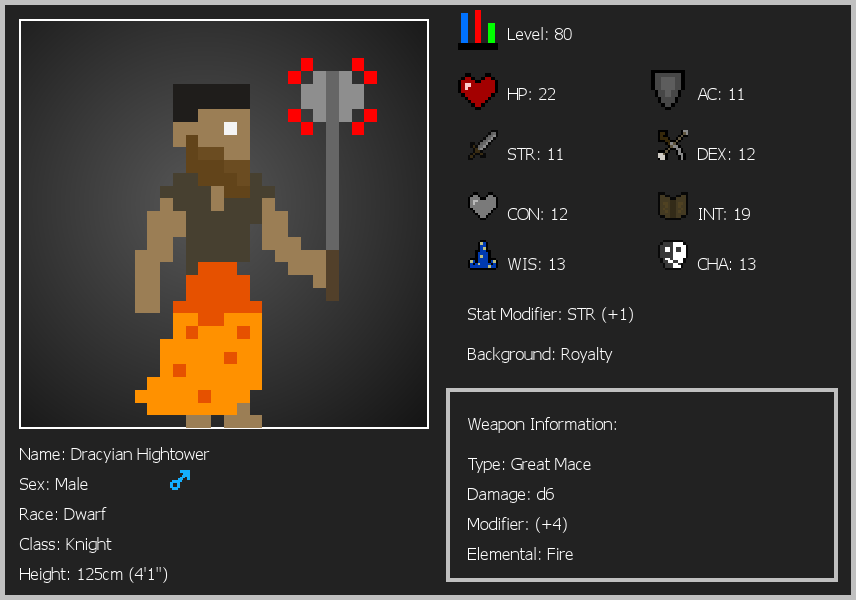 Level: 80
HP: 22
AC: 11
STR: 11
DEX: 12
CON: 12
INT: 19
WIS: 13
CHA: 13
Stat Modifier: STR (+1)
Background: Royalty
Weapon Information:
Type: Great Mace
Damage: d6
Modifier: (+4)
Elemental: Fire
Name: Dracyian Hightower
Sex: Male
Race: Dwarf
Class: Knight
Height: 125cm (4'1")